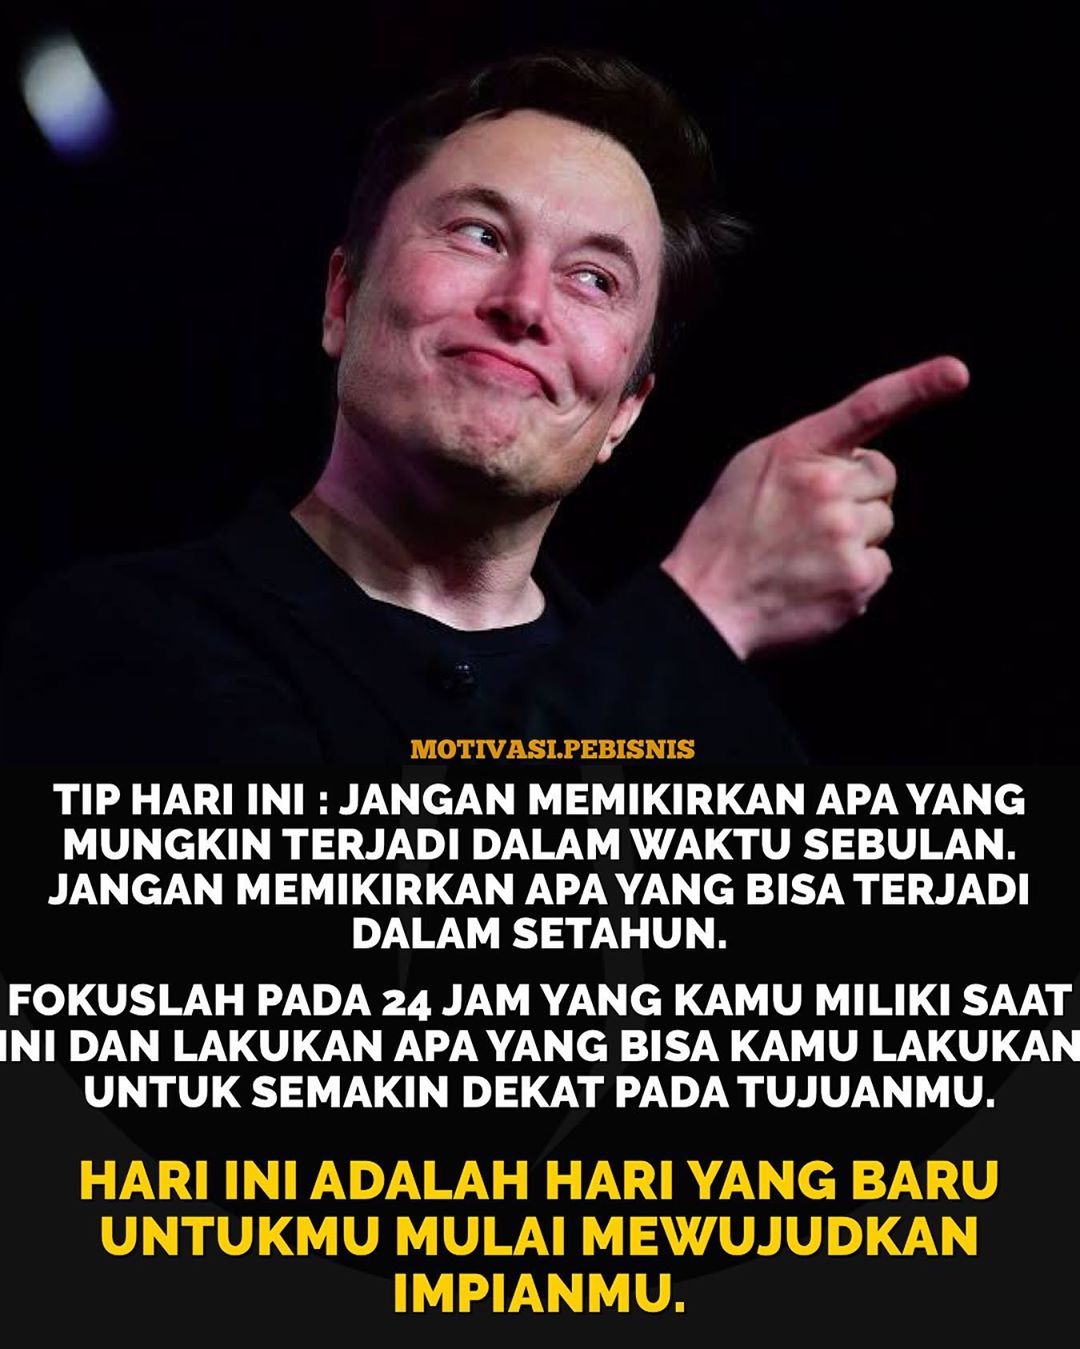 MOTIVASI.PEBISNIS
TIP HARI INI : JANGAN MEMIKIRKAN APA YANG
MUNGKIN TERJADI DALAM WAKTU SEBULAN.
JANGAN MEMIKIRKAN APA YANG BISA TERJADI
DALAM SETAHUN.
FOKUSLAH PADA 24 JAM YANG KAMU MILIKI SAAT
INI DAN LAKUKAN APA YANG BISA KAMU LAKUKAN
UNTUK SEMAKIN DEKAT PADA TUJUANMU.
HARI INI ADALAH HARI YANG BARU
UNTUKMU MULAI MEWUJUDKAN
IMPIANMU.